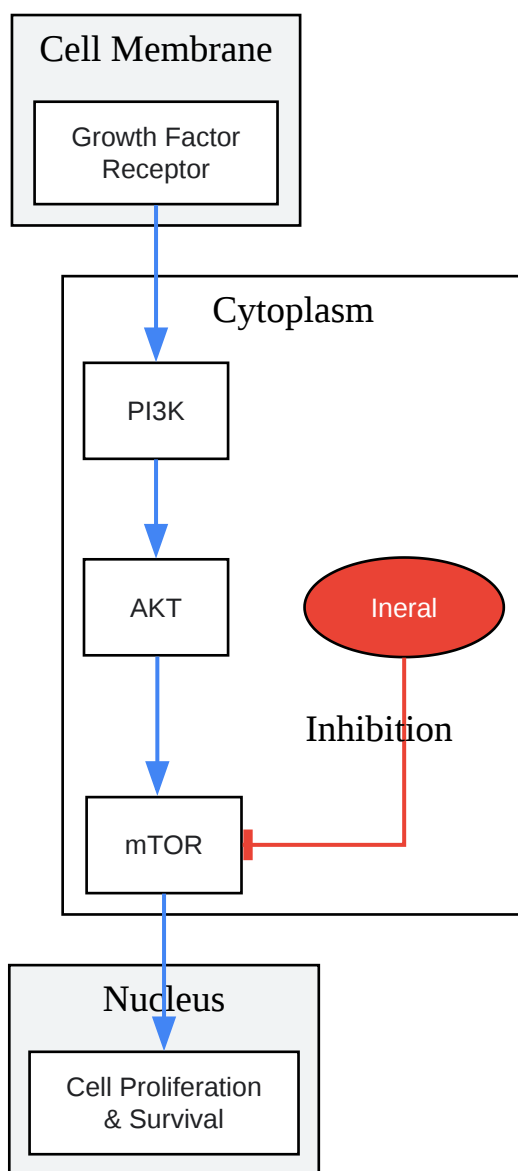 Cell Membrane
Growth Factor
Receptor
Cytoplasm
PI3K
AKT
Ineral
Inhibition
mTOR
Nucleus
Cell Proliferation
& Survival